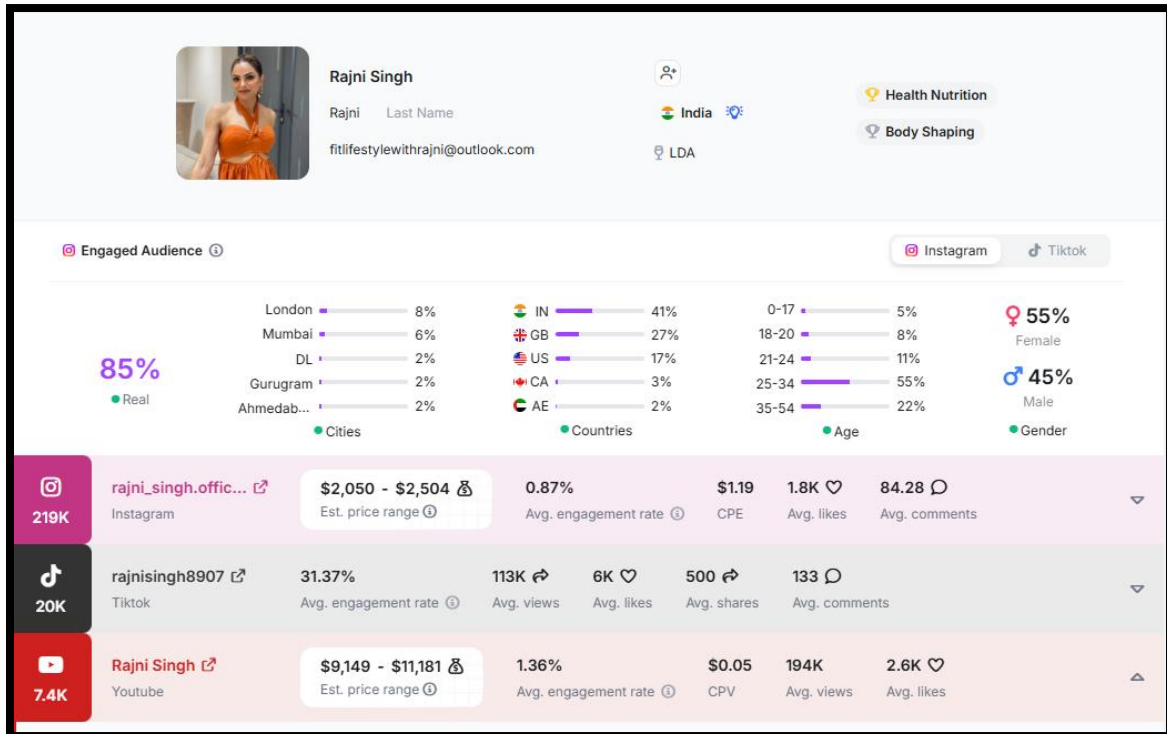 Rajni Singh
Rajni Last Name
India
Health Nutrition
Body Shaping
fitlifestylewithrajni@outlook.com
LDA
Engaged Audience
Instagram
Tiktok
85%
Real
London 8%
Mumbai 6%
DL 2%
Gurugram 2%
Ahmedab... 2%
Cities
IN 41%
GB 27%
US 17%
CA 3%
AE 2%
Countries
0-17 5%
18-20 8%
21-24 11%
25-34 55%
35-54 22%
Age
55%
Female
45%
Male
Gender
219K
rajni_singh.offic...
Instagram
$2,050 - $2,504
Est. price range
0.87%
Avg. engagement rate
$1.19
CPE
1.8K
Avg. likes
84.28
Avg. comments
20K
rajnisingh8907
Tiktok
31.37%
Avg. engagement rate
113K
Avg. views
6K
Avg. likes
500
Avg. shares
133
Avg. comments
7.4K
Rajni Singh
Youtube
$9,149 - $11,181
Est. price range
1.36%
Avg. engagement rate
$0.05
CPV
194K
Avg. views
2.6K
Avg. likes